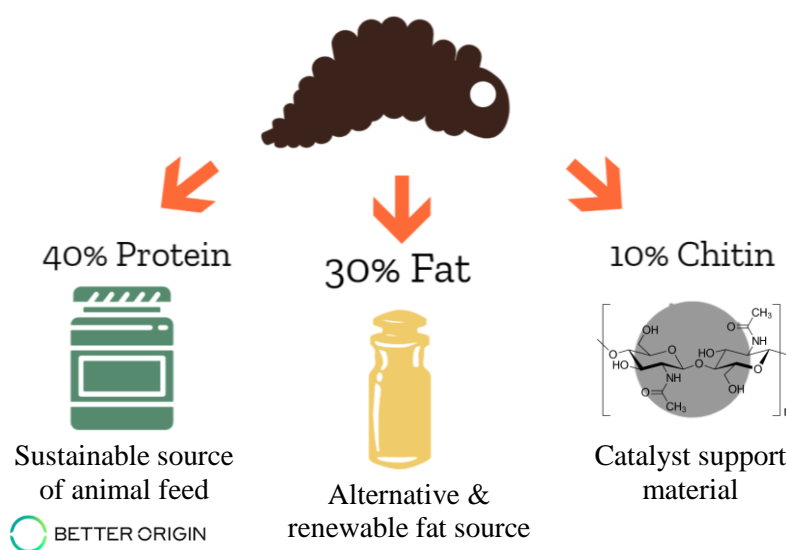 40% Protein
30% Fat
10% Chitin
Sustainable source
of animal feed
BETTER ORIGIN
Alternative &
renewable fat source
CH₃
O
NH
OH
O
O
HO
HO
NH
O
O
O
OH
O
CH₃
n
Catalyst support
material